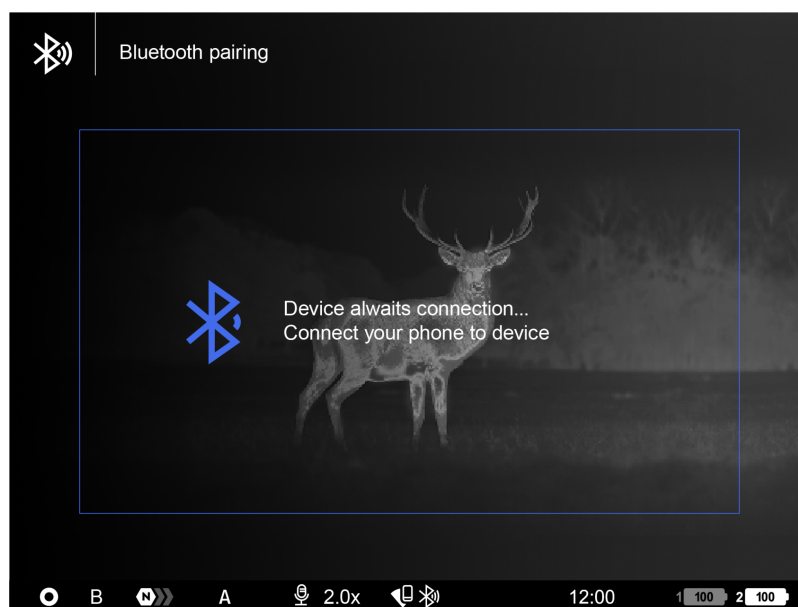 Bluetooth pairing
Device alwaits connection...
Connect your phone to device
B N A 2.0x 12:00 1 100 2 100